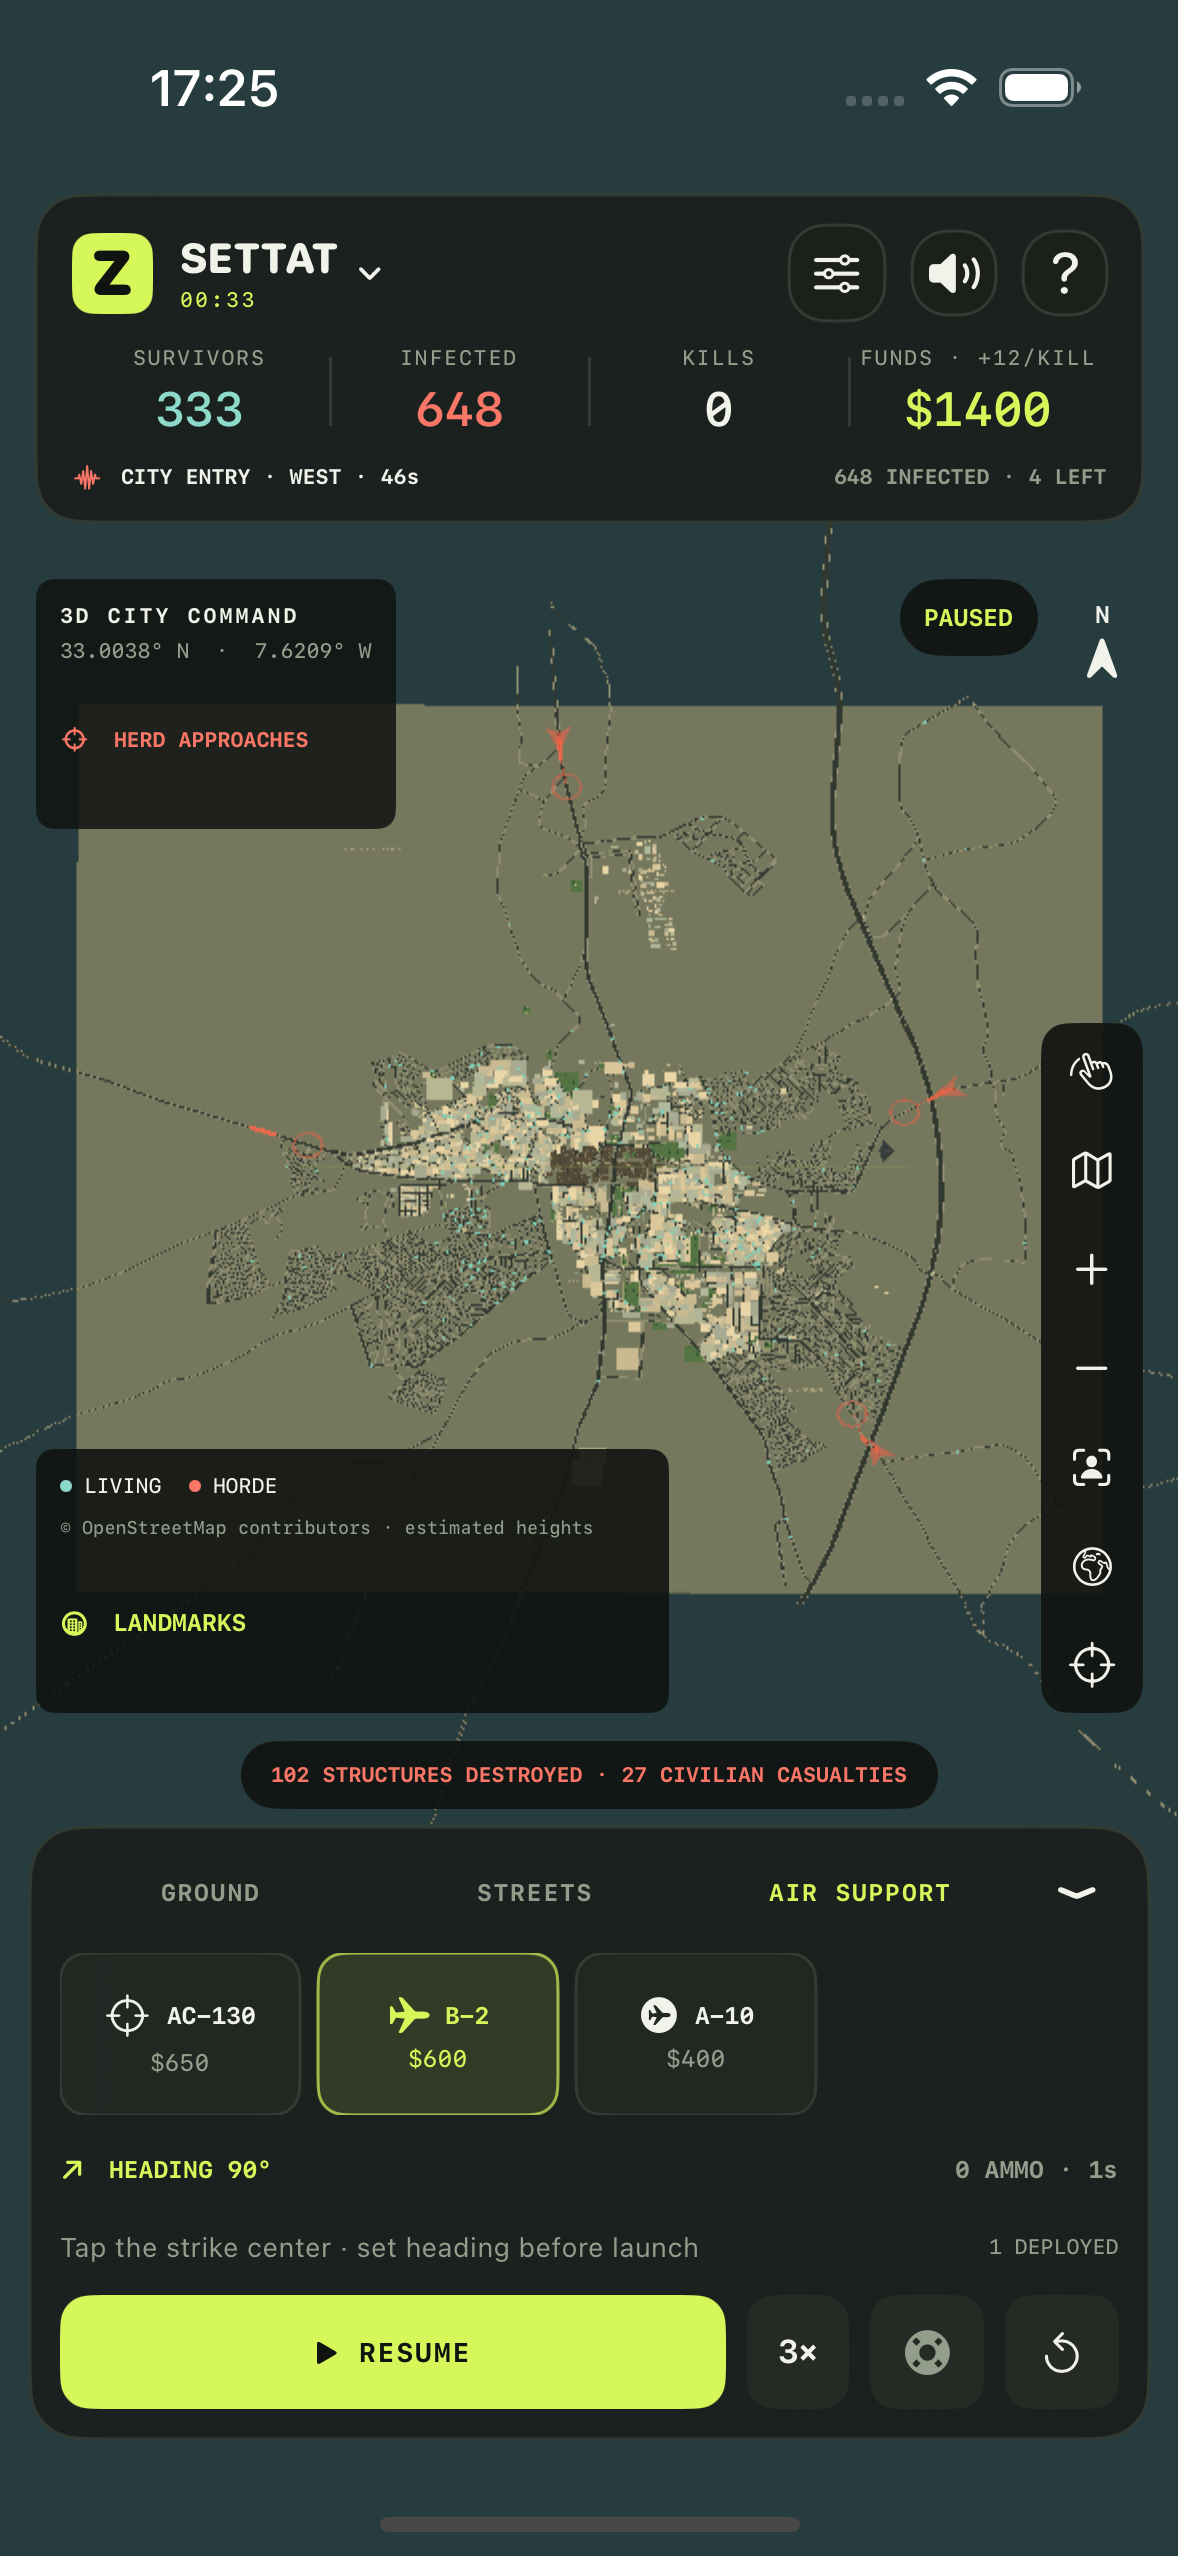 17:25
Z
SETTAT
00:33
?
SURVIVORS
333
INFECTED
648
KILLS
0
FUNDS · +12/KILL
$1400
CITY ENTRY · WEST · 46s
648 INFECTED · 4 LEFT
3D CITY COMMAND
33.0038° N · 7.6209° W
HERD APPROACHES
PAUSED
N
LIVING HORDE
© OpenStreetMap contributors · estimated heights
LANDMARKS
102 STRUCTURES DESTROYED · 27 CIVILIAN CASUALTIES
GROUND STREETS AIR SUPPORT
AC-130
$650
B-2
$600
A-10
$400
HEADING 90°
0 AMMO · 1s
Tap the strike center · set heading before launch
1 DEPLOYED
RESUME
3×